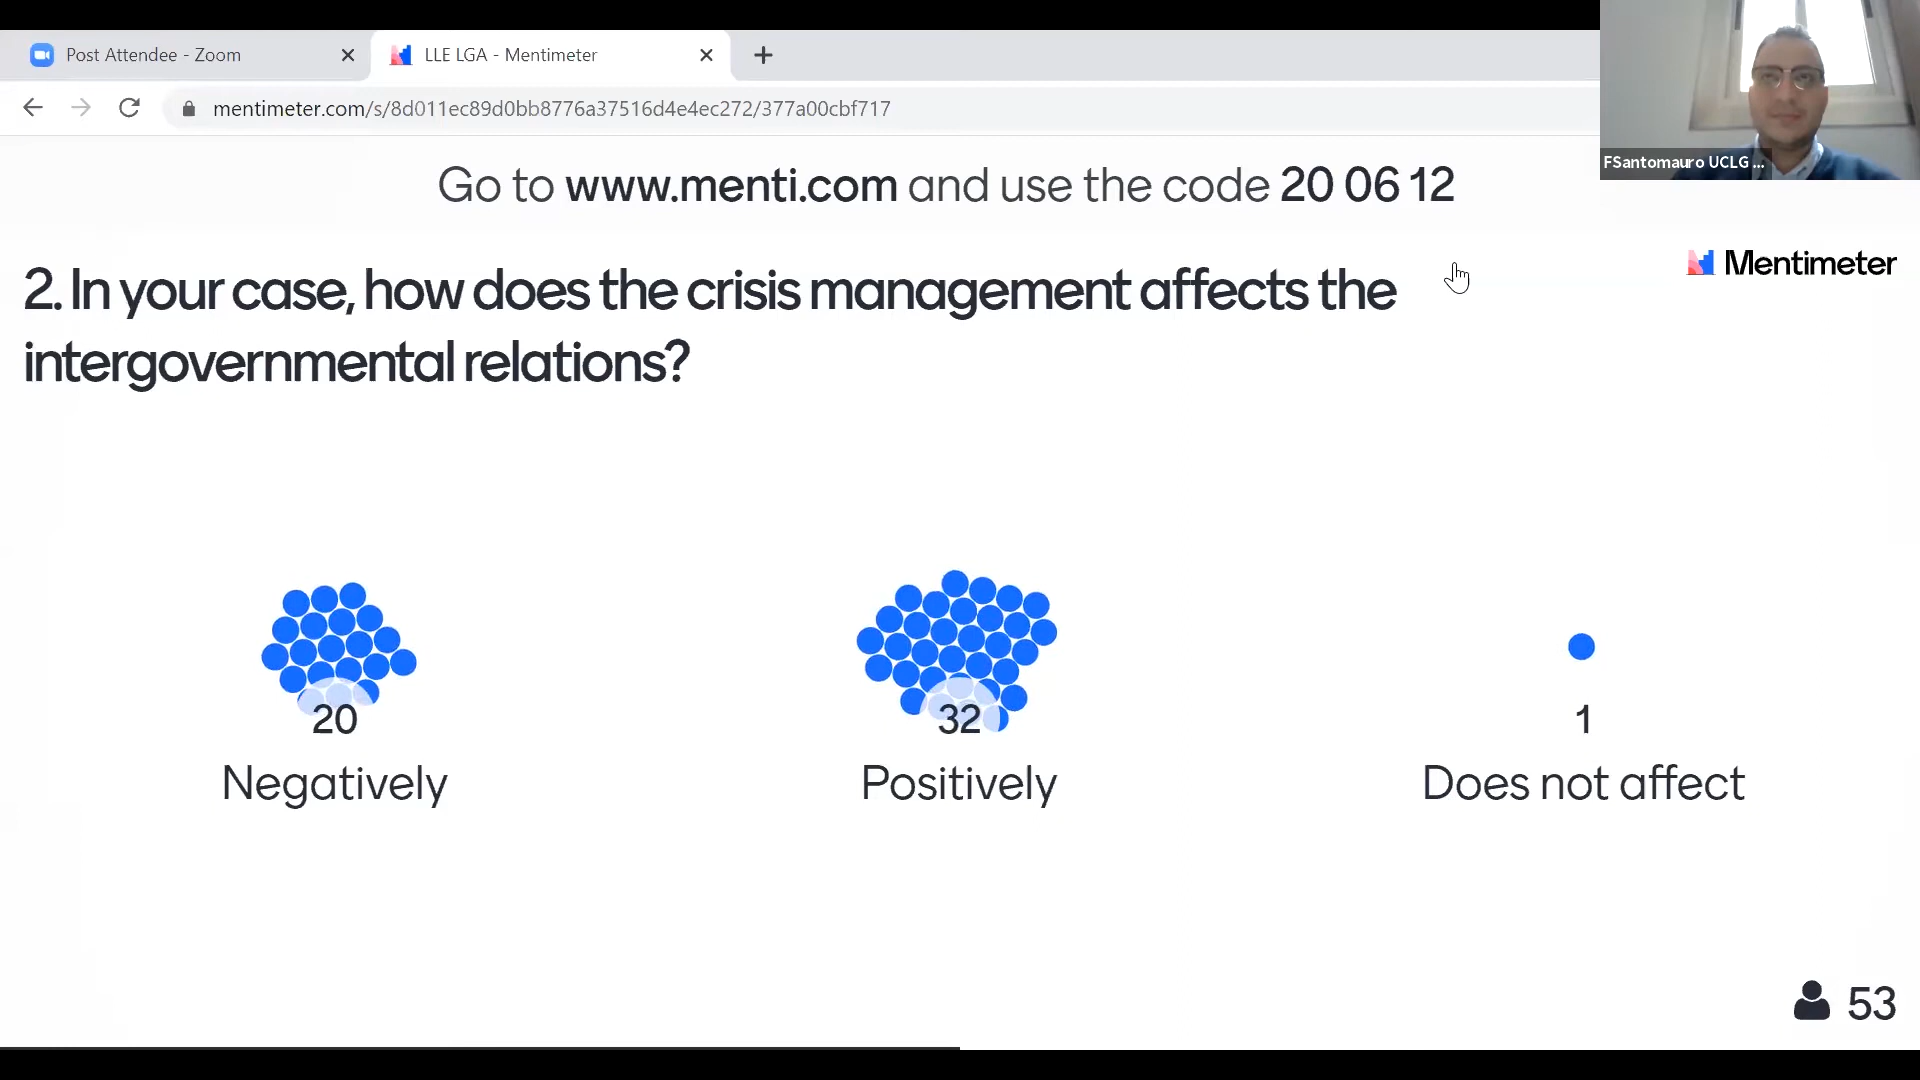 Post Attendee - Zoom
LLE LGA - Mentimeter
mentimeter.com/s/8d011ec89d0bb8776a37516d4e4ec272/377a00cbf717
FSantomauro UCLG ...
Go to www.menti.com and use the code 20 06 12
Mentimeter
2. In your case, how does the crisis management affects the
intergovernmental relations?
20
32
1
Negatively
Positively
Does not affect
53